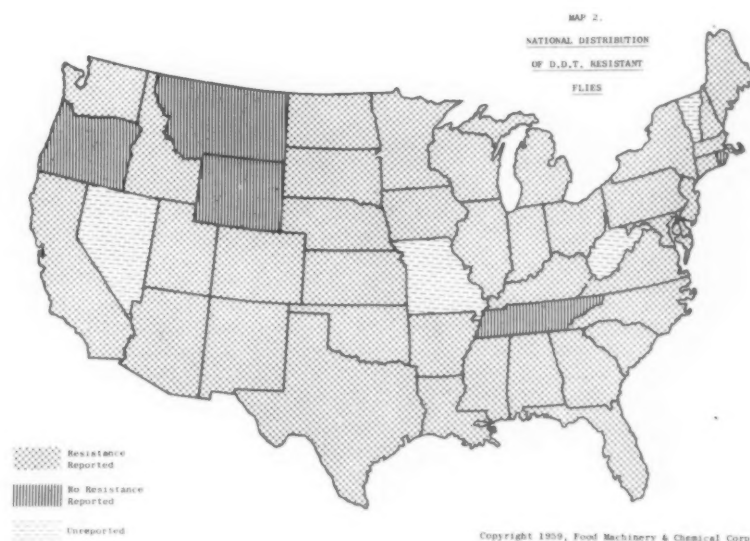 MAP 2.
NATIONAL DISTRIBUTION
OF D.D.T. RESISTANT
FLIES
Resistance
Reported
No Resistance
Reported
Unreported
Copyright 1959, Food Machinery & Chemical Corp